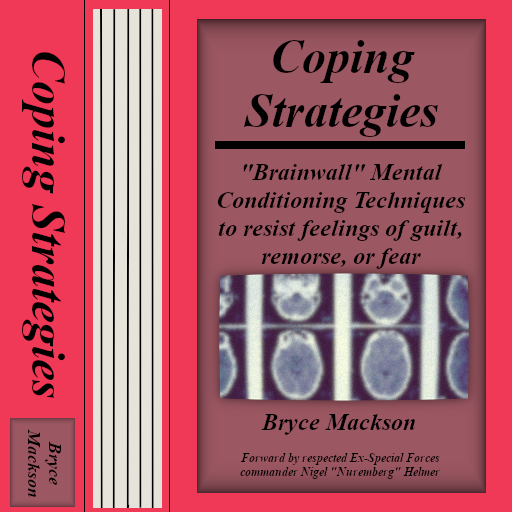 Coping Strategies
Bryce
Mackson
Coping
Strategies
"Brainwall" Mental
Conditioning Techniques
to resist feelings of guilt,
remorse, or fear
Bryce Mackson
Forward by respected Ex-Special Forces
commander Nigel "Nuremberg" Helmer